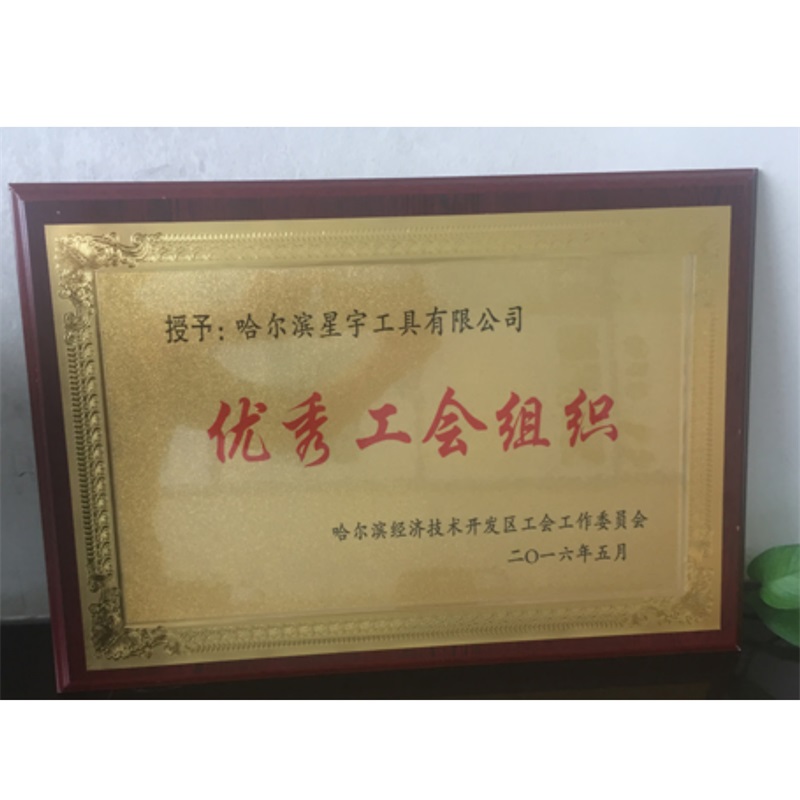 授予：哈尔滨星宇工具有限公司
优秀工会组织
哈尔滨经济技术开发区工会工作委员会
二〇一六年五月